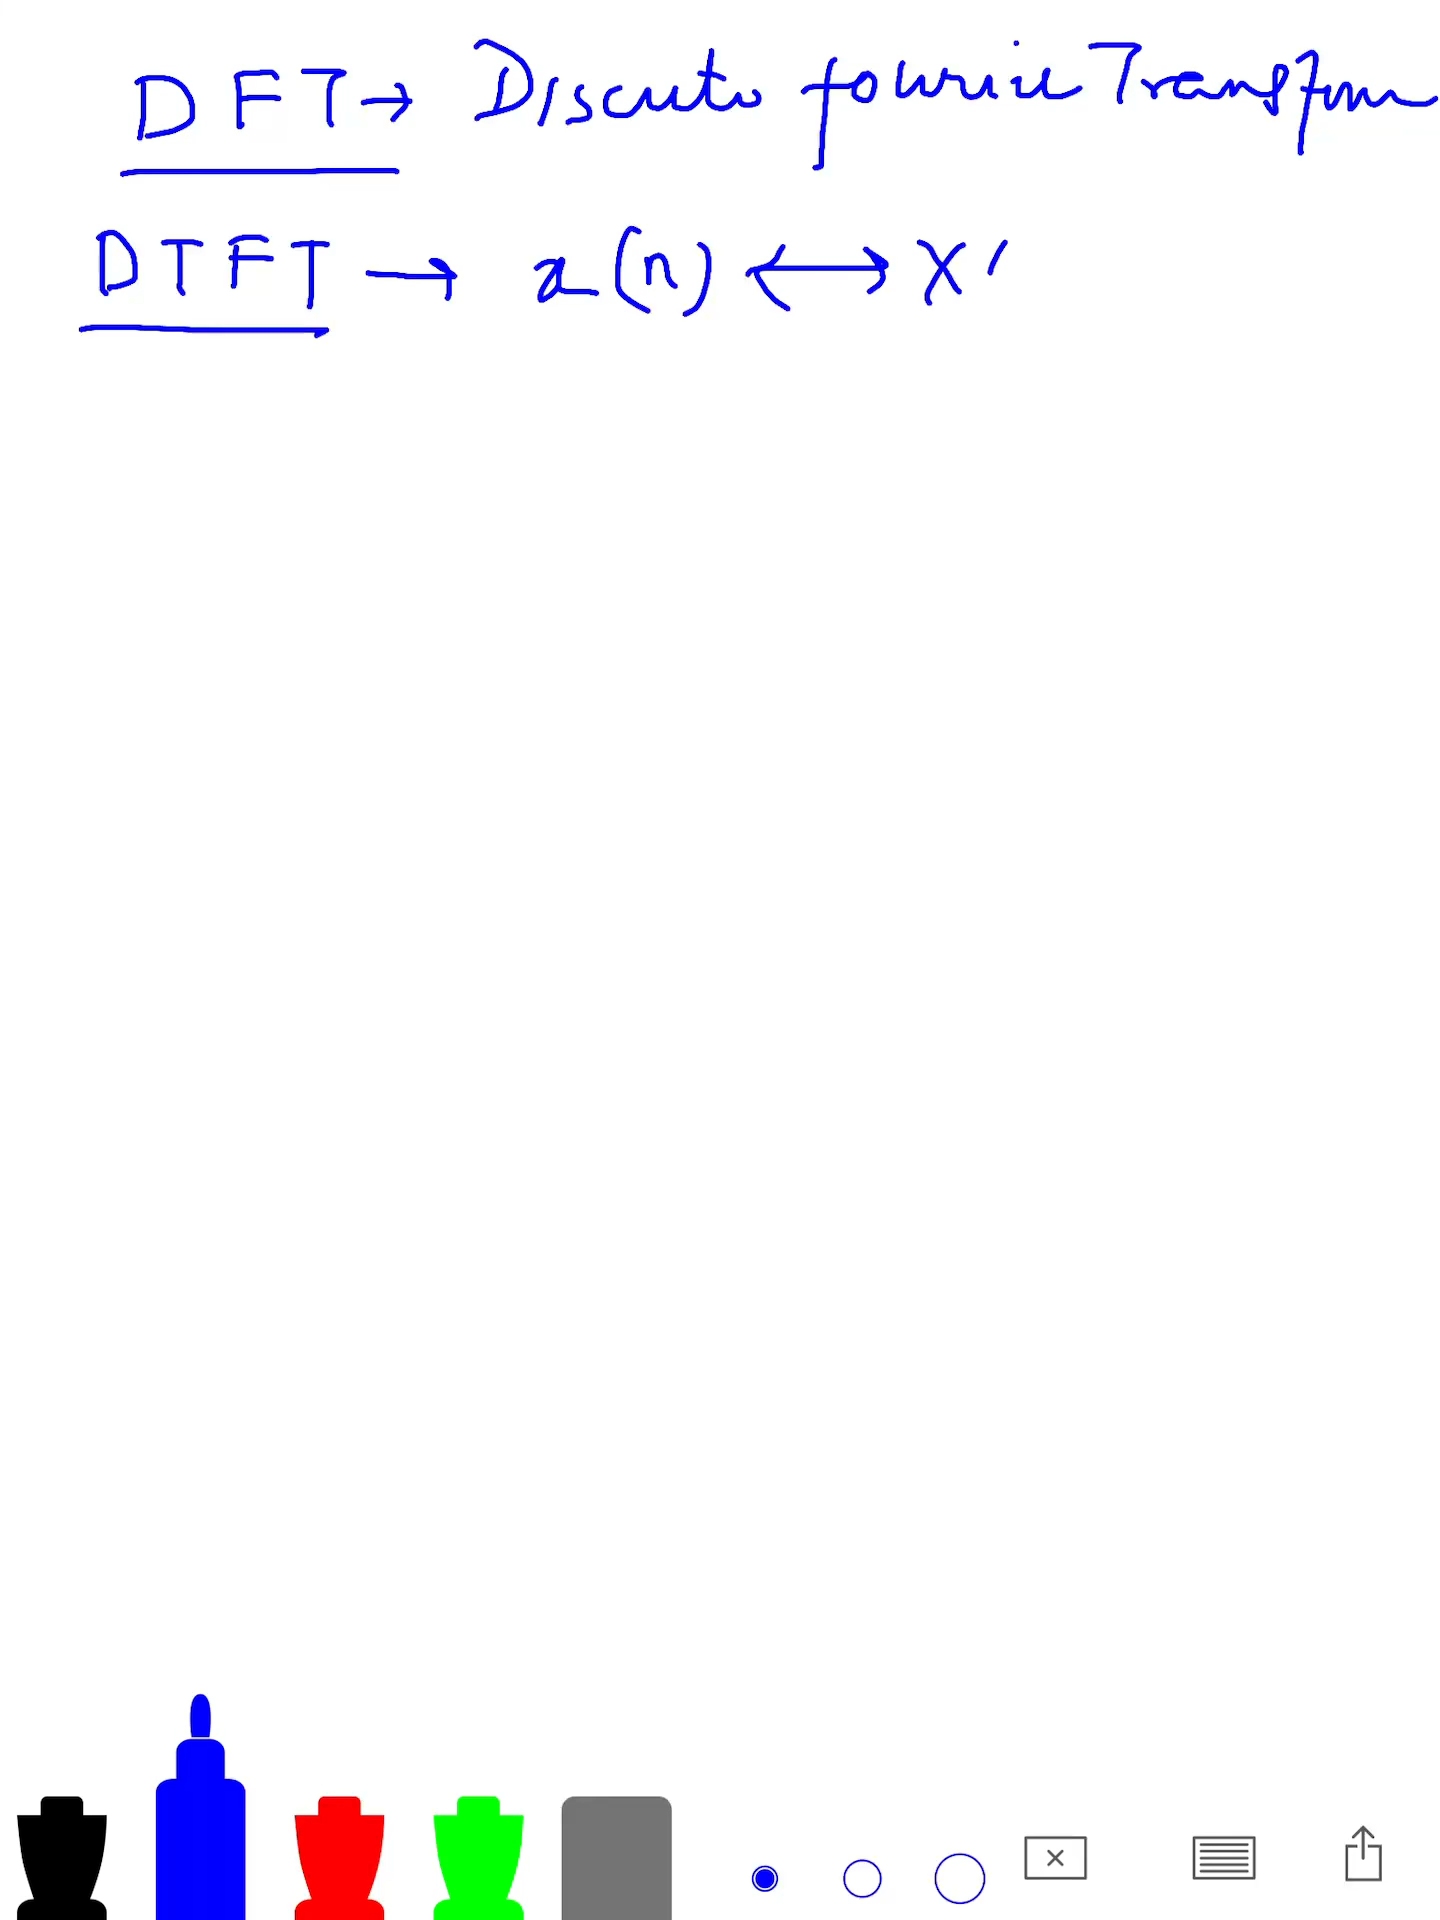 DFT → Discrete Fourier Transform
DTFT → x(n) ↔ X(